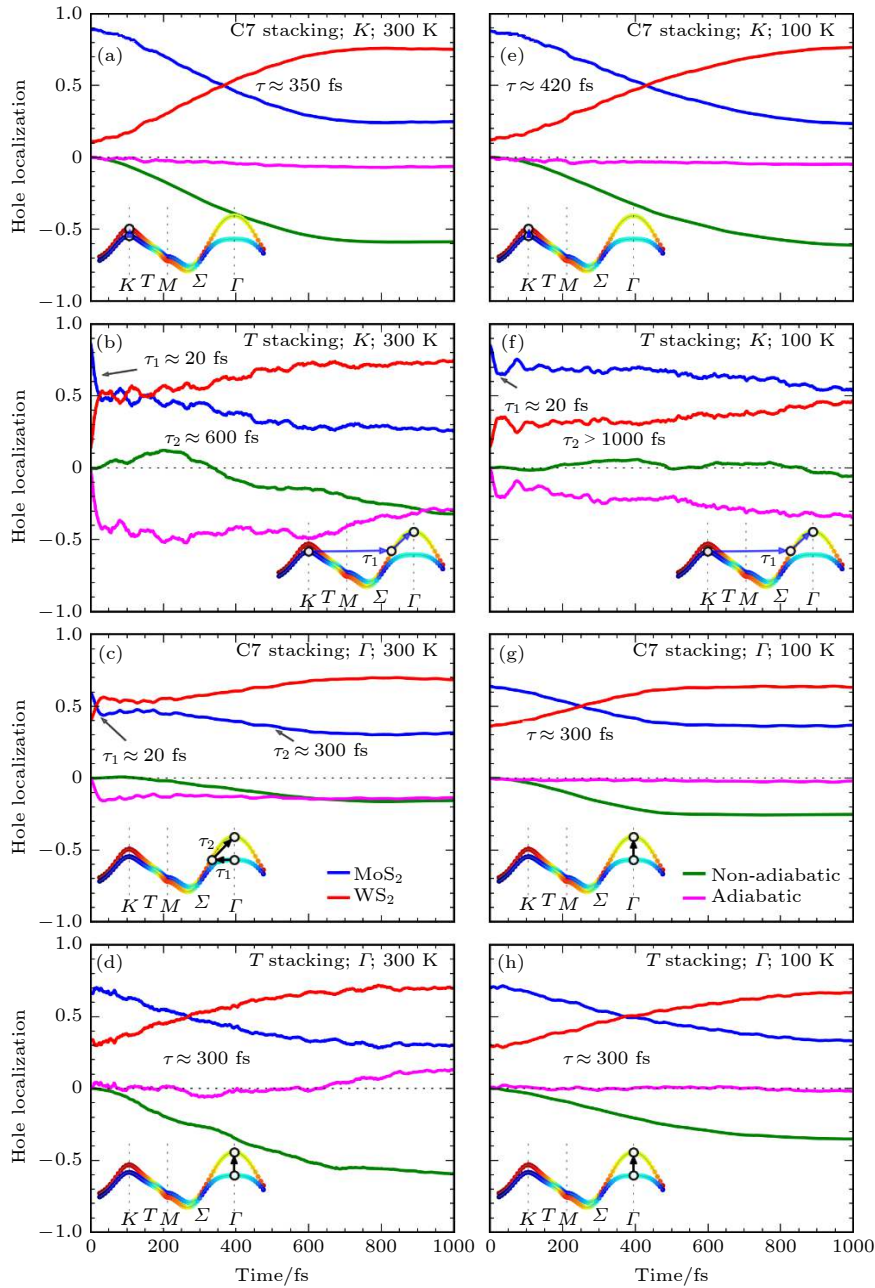 C7 stacking; K; 300 K
(a)
τ ≈ 350 fs
Hole localization
1.0
0.5
0
−0.5
−1.0
K T M Σ Γ
C7 stacking; K; 100 K
(e)
τ ≈ 420 fs
K T M Σ Γ
T stacking; K; 300 K
(b)
τ1 ≈ 20 fs
τ2 ≈ 600 fs
Hole localization
1.0
0.5
0
−0.5
−1.0
τ1
K T M Σ Γ
T stacking; K; 100 K
(f)
τ1 ≈ 20 fs
τ2 > 1000 fs
τ1
K T M Σ Γ
C7 stacking; Γ; 300 K
(c)
τ1 ≈ 20 fs
τ2 ≈ 300 fs
Hole localization
1.0
0.5
0
−0.5
−1.0
τ2
τ1
K T M Σ Γ
MoS2
WS2
C7 stacking; Γ; 100 K
(g)
τ ≈ 300 fs
K T M Σ Γ
Non-adiabatic
Adiabatic
T stacking; Γ; 300 K
(d)
τ ≈ 300 fs
Hole localization
1.0
0.5
0
−0.5
−1.0
K T M Σ Γ
0 200 400 600 800 1000
Time/fs
T stacking; Γ; 100 K
(h)
τ ≈ 300 fs
K T M Σ Γ
0 200 400 600 800 1000
Time/fs